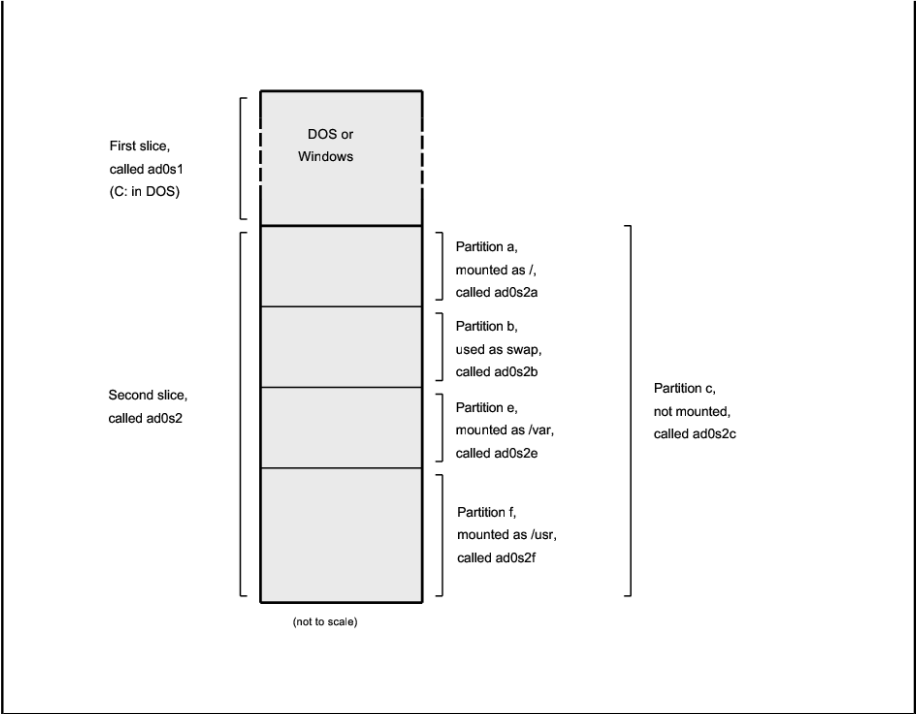 DOS or
Windows
First slice,
called ad0s1
(C: in DOS)
Partition a,
mounted as /,
called ad0s2a
Partition b,
used as swap,
called ad0s2b
Second slice,
called ad0s2
Partition c,
not mounted,
called ad0s2c
Partition e,
mounted as /var,
called ad0s2e
Partition f,
mounted as /usr,
called ad0s2f
(not to scale)